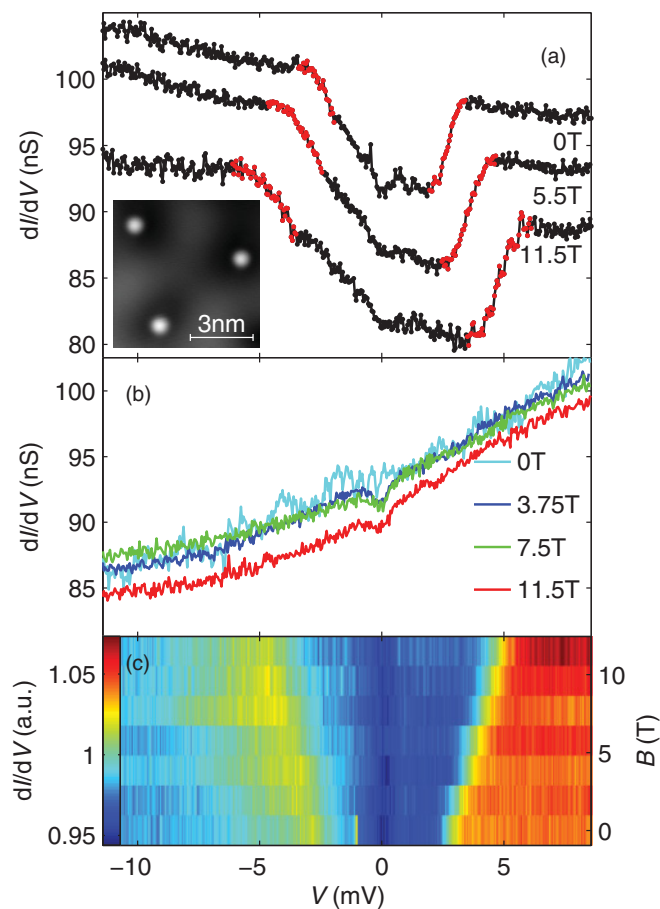 (a)
100
95
90
85
80
dI/dV (nS)
0T
5.5T
11.5T
3nm
(b)
100
95
90
85
dI/dV (nS)
0T
3.75T
7.5T
11.5T
(c)
1.05
1
0.95
dI/dV (a.u.)
10
5
0
B (T)
−10
−5
0
5
V (mV)